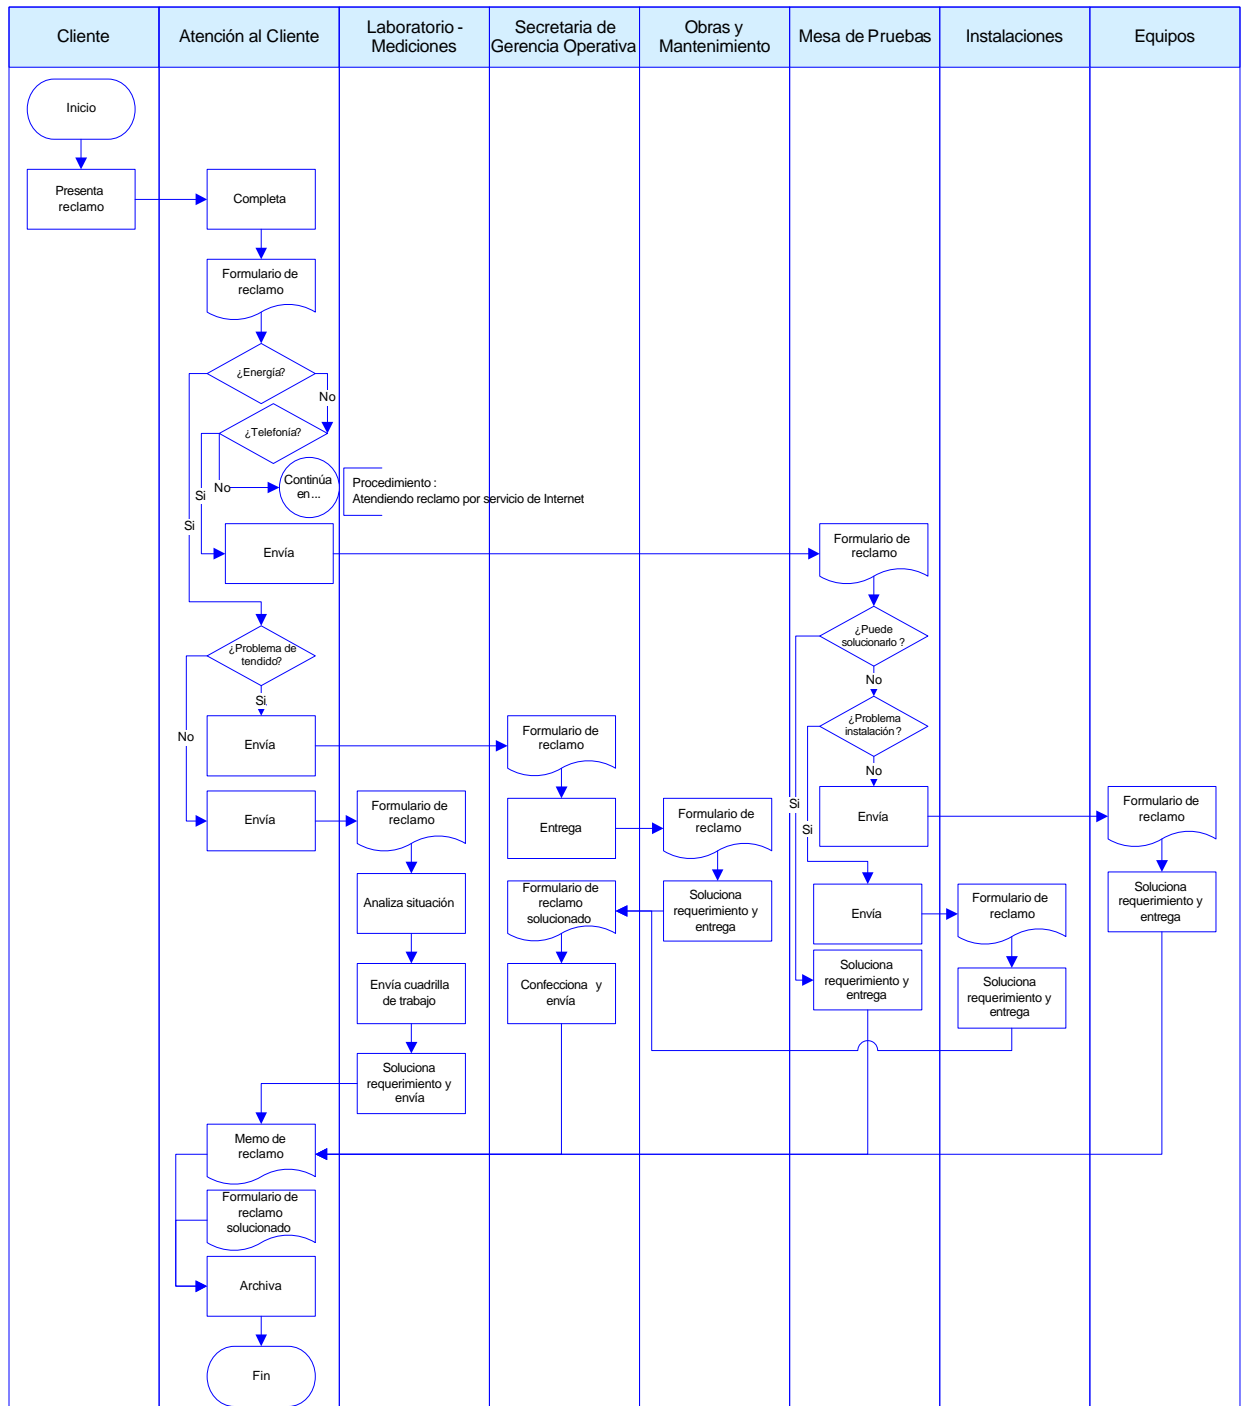 Cliente
Atención al Cliente
Laboratorio -
Mediciones
Secretaria de
Gerencia Operativa
Obras y
Mantenimiento
Mesa de Pruebas
Instalaciones
Equipos
Inicio
Presenta
reclamo
Completa
Formulario de
reclamo
¿Energía?
No
¿Telefonía?
No
Continúa
en...
Procedimiento :
Atendiendo reclamo por servicio de Internet
Si
Si
Envía
Formulario de
reclamo
¿Puede
solucionarlo ?
No
¿Problema de
tendido?
Si
No
Envía
Formulario de
reclamo
¿Problema
instalación ?
No
Si
Si
Envía
Formulario de
reclamo
Entrega
Formulario de
reclamo
Envía
Formulario de
reclamo
Analiza situación
Formulario de
reclamo
solucionado
Soluciona
requerimiento y
entrega
Envía
Formulario de
reclamo
Soluciona
requerimiento y
entrega
Envía cuadrilla
de trabajo
Confecciona y
envía
Soluciona
requerimiento y
entrega
Soluciona
requerimiento y
entrega
Soluciona
requerimiento y
envía
Memo de
reclamo
Formulario de
reclamo
solucionado
Archiva
Fin